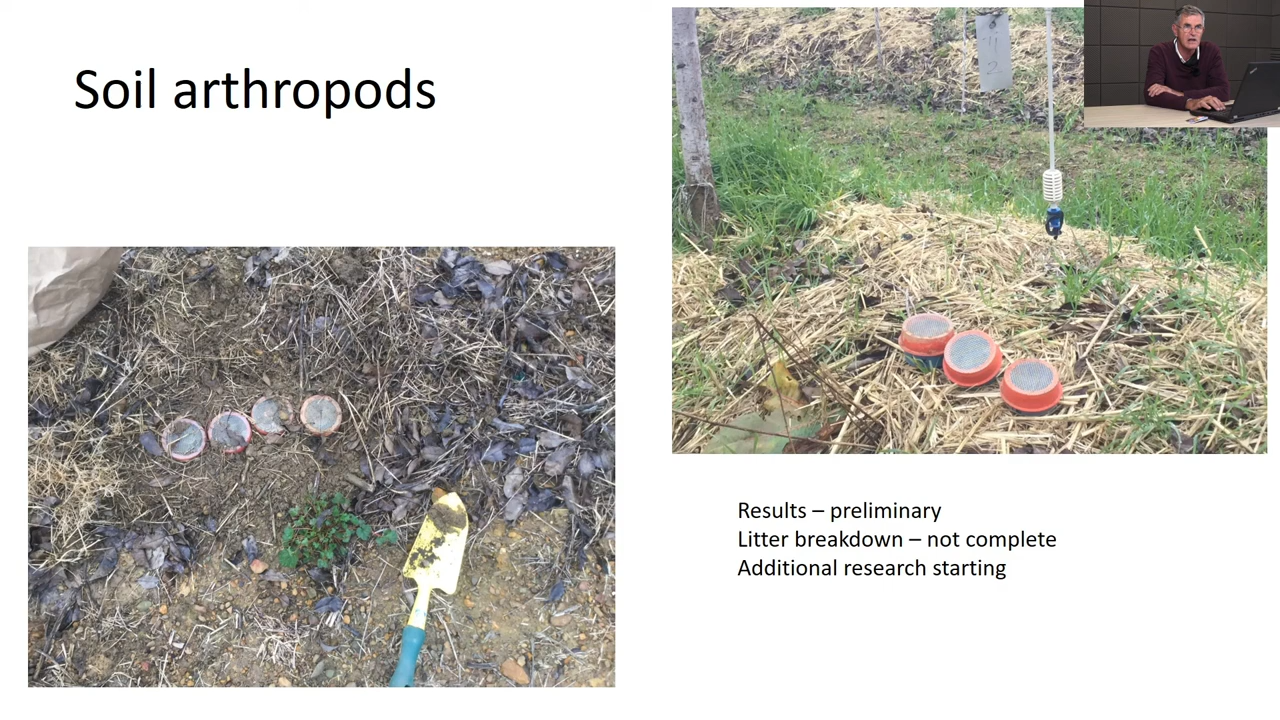 Soil arthropods
Results – preliminary
Litter breakdown – not complete
Additional research starting